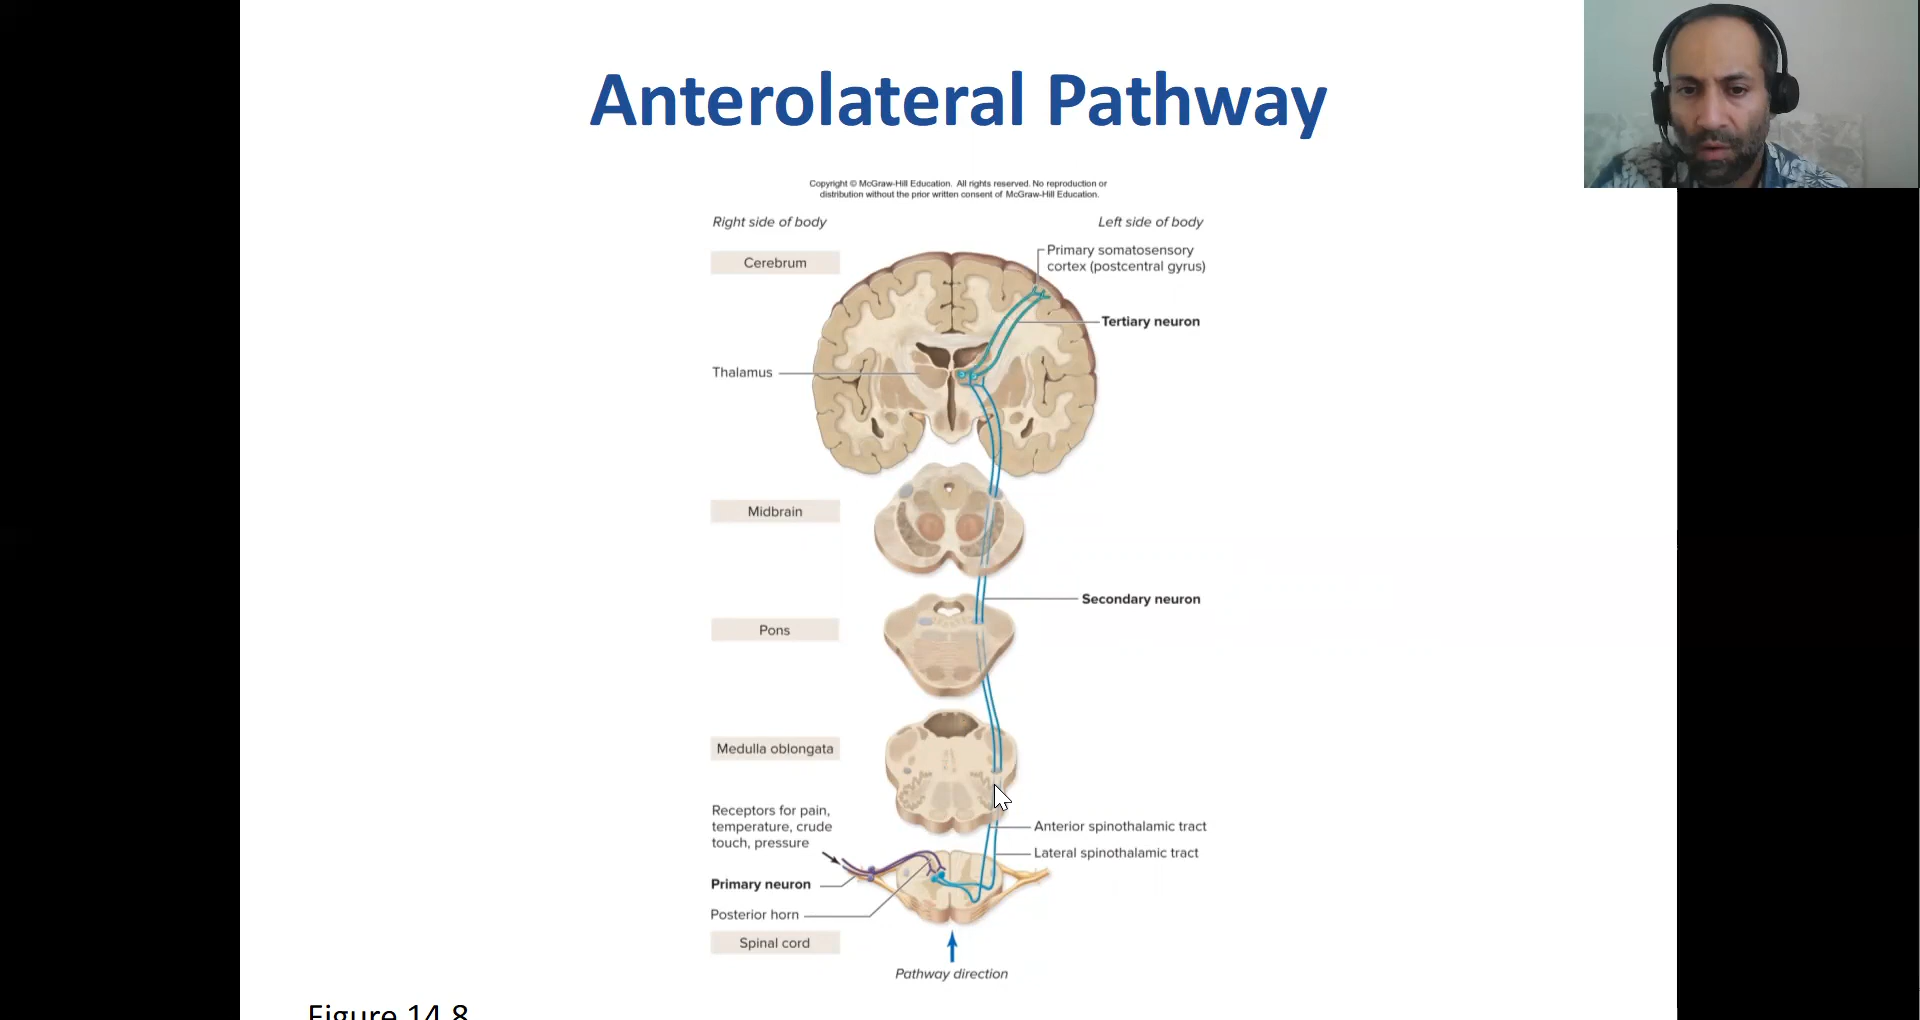 Anterolateral Pathway
Copyright © McGraw-Hill Education. All rights reserved. No reproduction or
distribution without the prior written consent of McGraw-Hill Education.
Right side of body
Left side of body
Primary somatosensory
cortex (postcentral gyrus)
Cerebrum
Tertiary neuron
Thalamus
Midbrain
Secondary neuron
Pons
Medulla oblongata
Receptors for pain,
temperature, crude
touch, pressure
Anterior spinothalamic tract
Lateral spinothalamic tract
Primary neuron
Posterior horn
Spinal cord
Pathway direction
Figure 14.8